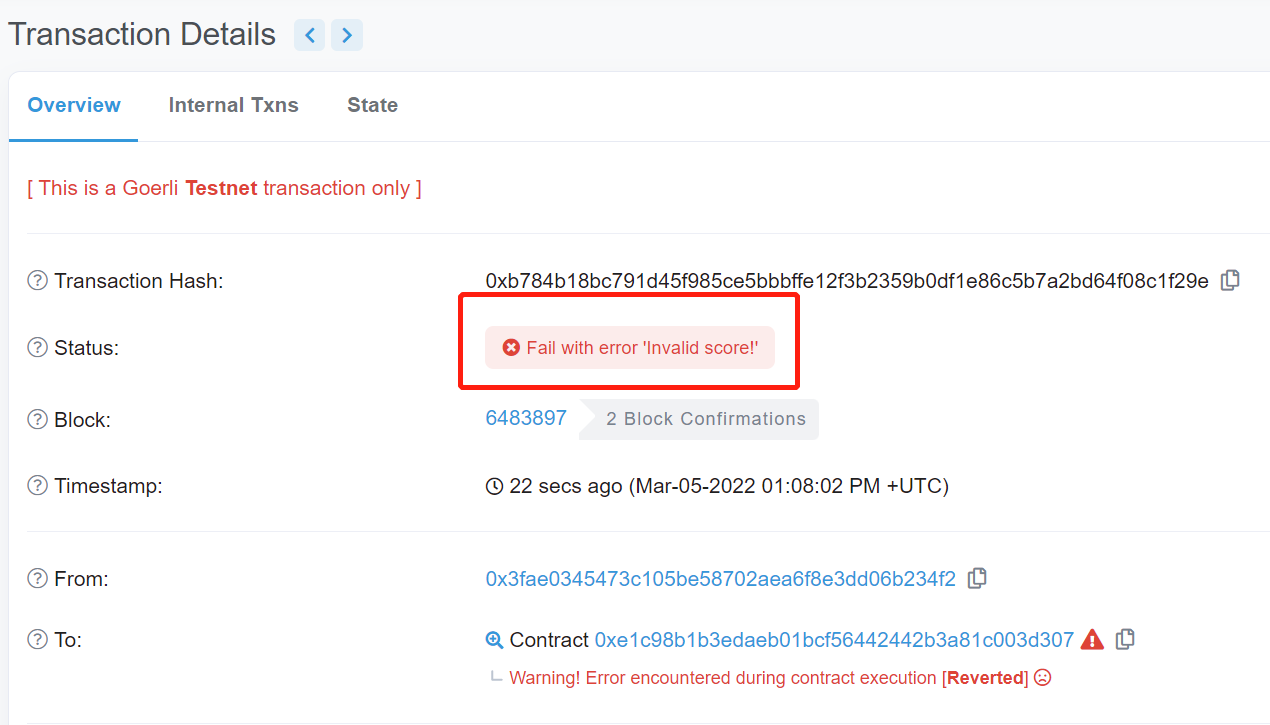 Transaction Details
Overview Internal Txns State
[ This is a Goerli Testnet transaction only ]
Transaction Hash: 0xb784b18bc791d45f985ce5bbbffe12f3b2359b0df1e86c5b7a2bd64f08c1f29e
Status: Fail with error 'Invalid score!'
Block: 6483897 2 Block Confirmations
Timestamp: 22 secs ago (Mar-05-2022 01:08:02 PM +UTC)
From: 0x3fae0345473c105be58702aea6f8e3dd06b234f2
To: Contract 0xe1c98b1b3edaeb01bcf56442442b3a81c003d307
Warning! Error encountered during contract execution [Reverted]